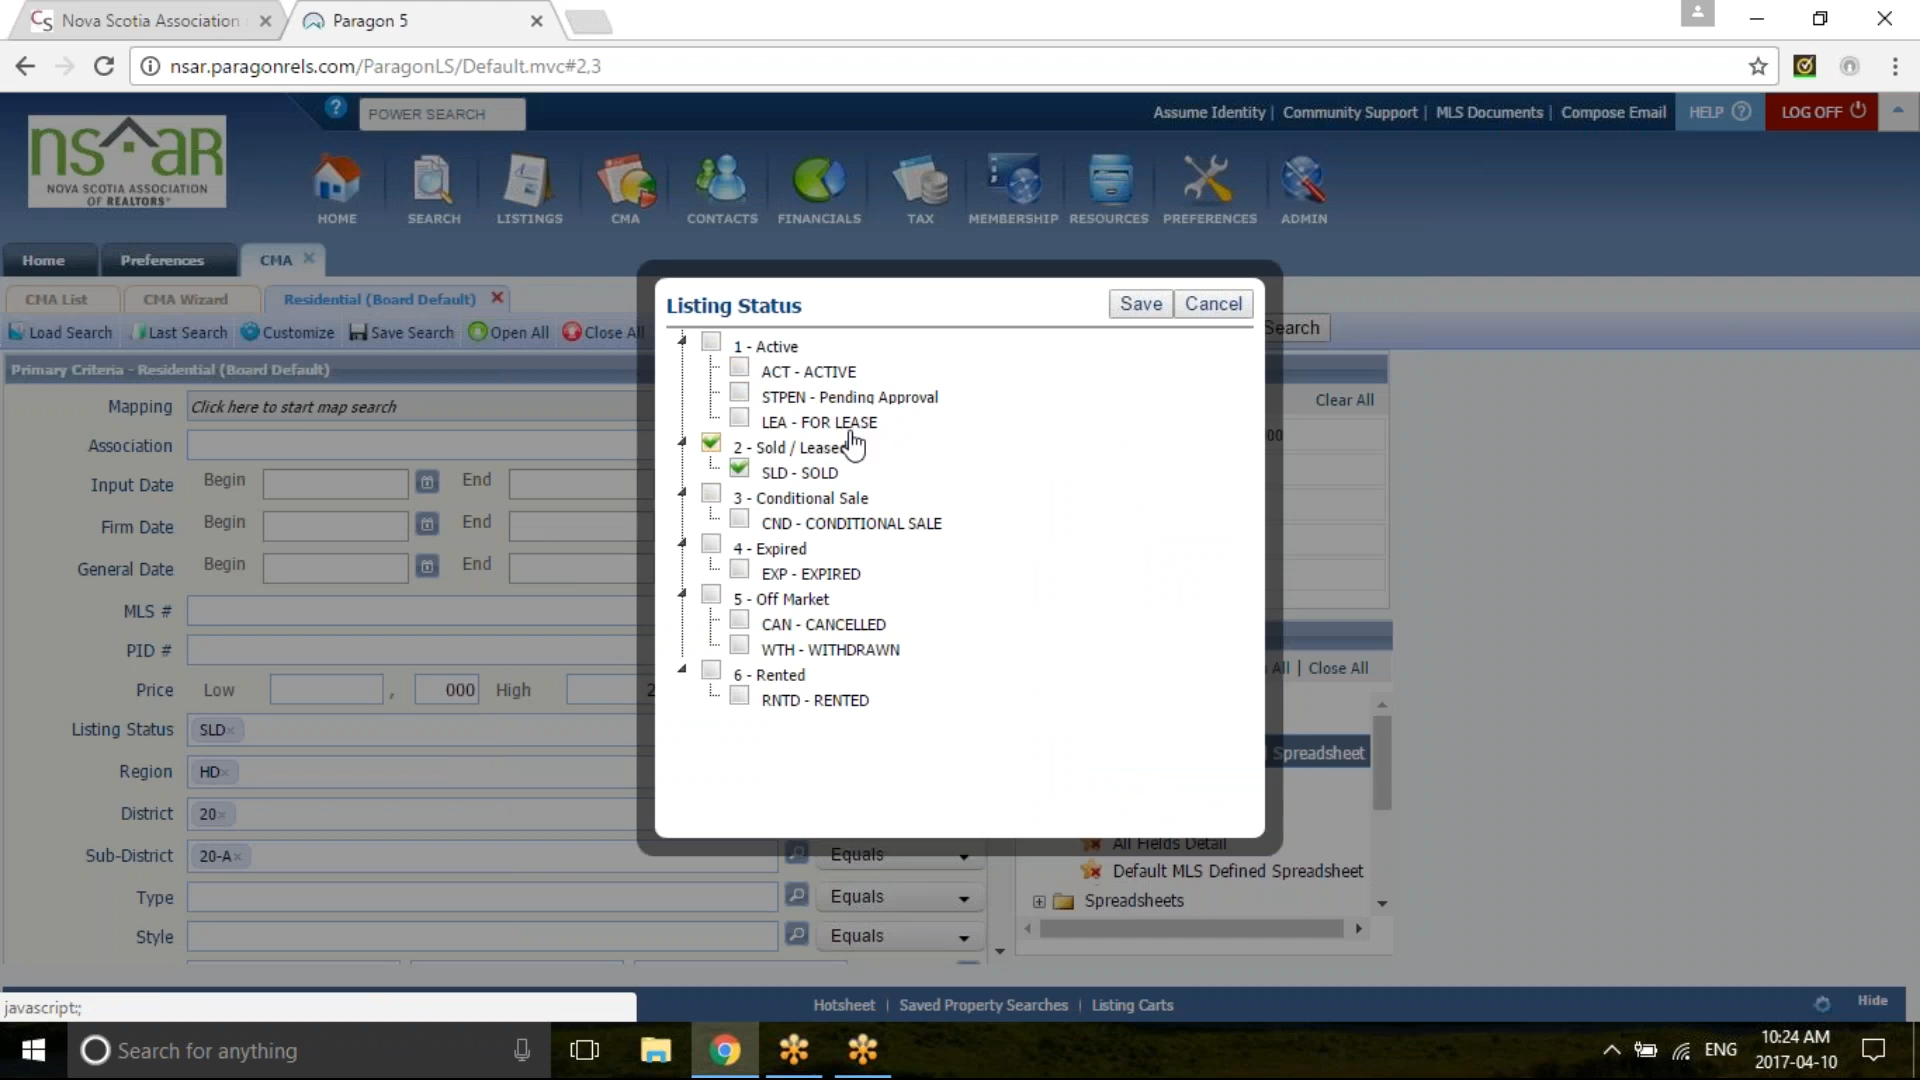 Nova Scotia Association
Paragon 5
nsar.paragonrels.com/ParagonLS/Default.mvc#2,3
POWER SEARCH
Assume Identity | Community Support | MLS Documents | Compose Email
HELP ?
LOG OFF
nsar
NOVA SCOTIA ASSOCIATION
OF REALTORS®
HOME
SEARCH
LISTINGS
CMA
CONTACTS
FINANCIALS
TAX
MEMBERSHIP
RESOURCES
PREFERENCES
ADMIN
Home
Preferences
CMA
CMA List
CMA Wizard
Residential (Board Default)
Load Search
Last Search
Customize
Save Search
Open All
Close All
Search
Primary Criteria - Residential (Board Default)
Mapping Click here to start map search
Association
Input Date Begin End
Firm Date Begin End
General Date Begin End
MLS #
PID #
Price Low , 000 High 2
Listing Status SLD×
Region HD×
District 20×
Sub-District 20-A× Equals
Type Equals
Style Equals
Listing Status
Save
Cancel
1 - Active
ACT - ACTIVE
STPEN - Pending Approval
LEA - FOR LEASE
2 - Sold / Leased
SLD - SOLD
3 - Conditional Sale
CND - CONDITIONAL SALE
4 - Expired
EXP - EXPIRED
5 - Off Market
CAN - CANCELLED
WTH - WITHDRAWN
6 - Rented
RNTD - RENTED
Clear All
00
All | Close All
Spreadsheet
All Fields Detail
Default MLS Defined Spreadsheet
Spreadsheets
javascript:;
Hotsheet | Saved Property Searches | Listing Carts
Hide
Search for anything
ENG
10:24 AM
2017-04-10